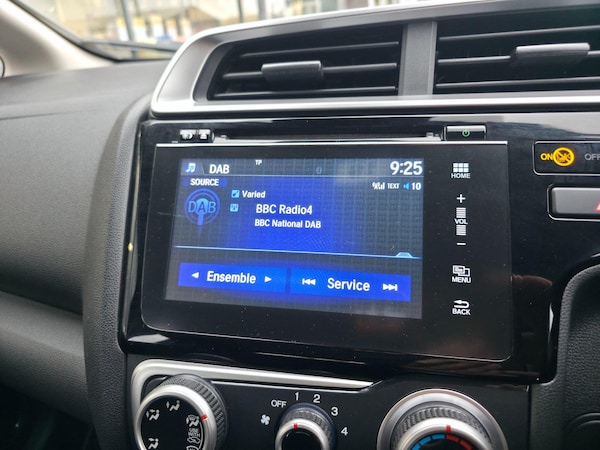 DAB
TP
9:25
SOURCE
TEXT
10
Varied
DAB
BBC Radio4
BBC National DAB
◄ Ensemble ►
⏮ Service ⏭
HOME
+
VOL
−
MENU
BACK
ON
OFF
OFF
1
2
3
4